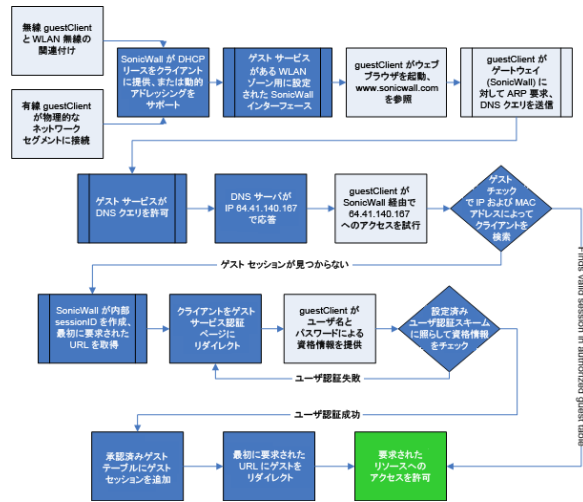 無線 guestClient
と WLAN 無線の
関連付け
SonicWall が DHCP
リースをクライアント
に提供、または動的
アドレッシングを
サポート
ゲスト サービス
がある WLAN
ゾーン用に設定
された SonicWall
インターフェース
guestClient がウェブ
ブラウザを起動、
www.sonicwall.com
を参照
guestClient が
ゲートウェイ
(SonicWall) に
対して ARP 要求、
DNS クエリを送信
有線 guestClient
が物理的な
ネットワーク
セグメントに接続
ゲスト サービスが
DNS クエリを許可
DNS サーバが
IP 64.41.140.167
で応答
guestClient が
SonicWall 経由で
64.41.140.167
へのアクセスを試行
ゲスト
チェック
で IP および MAC
アドレスによって
クライアントを
検索
ゲスト セッションが見つからない
SonicWall が内部
sessionID を作成、
最初に要求された
URL を取得
クライアントをゲスト
サービス認証
ページに
リダイレクト
guestClient が
ユーザ名と
パスワードによる
資格情報を提供
設定済み
ユーザ認証スキーム
に照らして資格情報
をチェック
Finds valid session in authorized guest table
ユーザ認証失敗
ユーザ認証成功
承認済みゲスト
テーブルにゲスト
セッションを追加
最初に要求された
URL にゲストを
リダイレクト
要求された
リソースへの
アクセスを許可